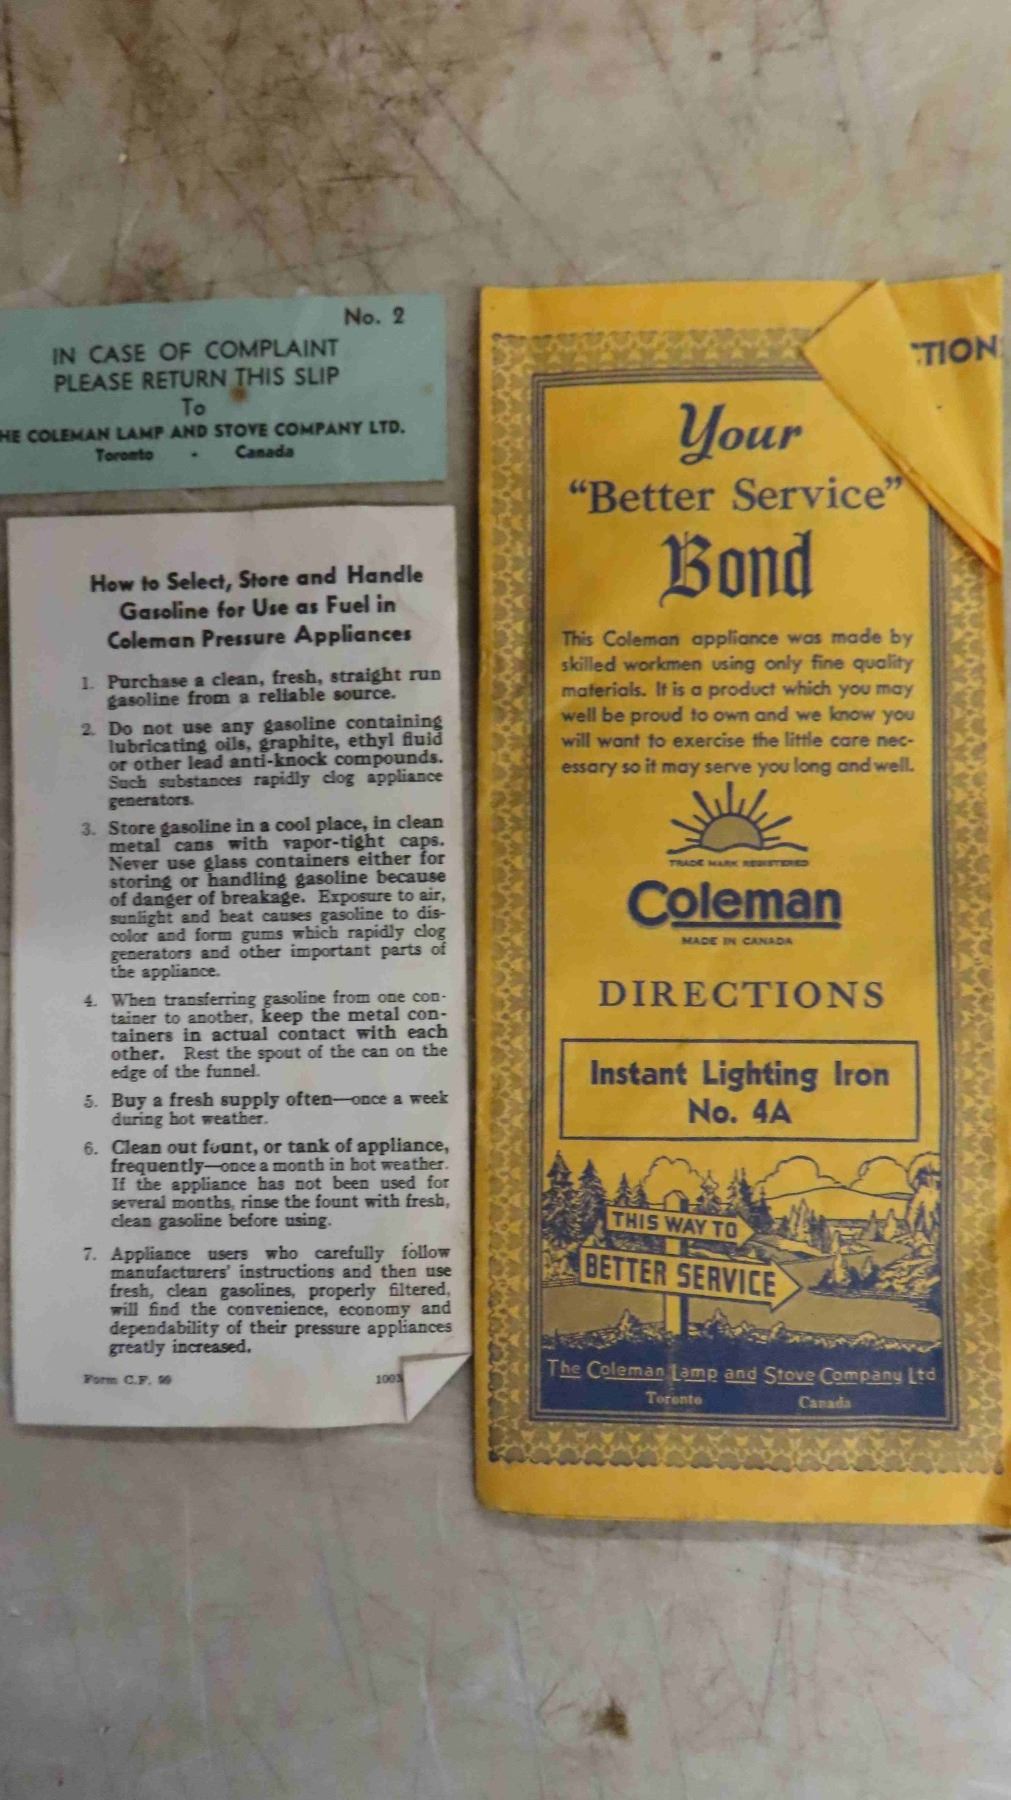 No. 2
IN CASE OF COMPLAINT
PLEASE RETURN THIS SLIP
To
HE COLEMAN LAMP AND STOVE COMPANY LTD.
Toronto - Canada
How to Select, Store and Handle
Gasoline for Use as Fuel in
Coleman Pressure Appliances
1. Purchase a clean, fresh, straight run
gasoline from a reliable source.
2. Do not use any gasoline containing
lubricating oils, graphite, ethyl fluid
or other lead anti-knock compounds.
Such substances rapidly clog appliance
generators.
3. Store gasoline in a cool place, in clean
metal cans with vapor-tight caps.
Never use glass containers either for
storing or handling gasoline because
of danger of breakage. Exposure to air,
sunlight and heat causes gasoline to dis-
color and form gums which rapidly clog
generators and other important parts of
the appliance.
4. When transferring gasoline from one con-
tainer to another, keep the metal con-
tainers in actual contact with each
other. Rest the spout of the can on the
edge of the funnel.
5. Buy a fresh supply often—once a week
during hot weather.
6. Clean out fount, or tank of appliance,
frequently—once a month in hot weather.
If the appliance has not been used for
several months, rinse the fount with fresh,
clean gasoline before using.
7. Appliance users who carefully follow
manufacturers' instructions and then use
fresh, clean gasolines, properly filtered,
will find the convenience, economy and
dependability of their pressure appliances
greatly increased.
Form C.F. 99 1003
TION
Your
"Better Service"
Bond
This Coleman appliance was made by
skilled workmen using only fine quality
materials. It is a product which you may
well be proud to own and we know you
will want to exercise the little care nec-
essary so it may serve you long and well.
TRADE MARK REGISTERED
Coleman
MADE IN CANADA
DIRECTIONS
Instant Lighting Iron
No. 4A
THIS WAY TO
BETTER SERVICE
The Coleman Lamp and Stove Company Ltd
Toronto Canada